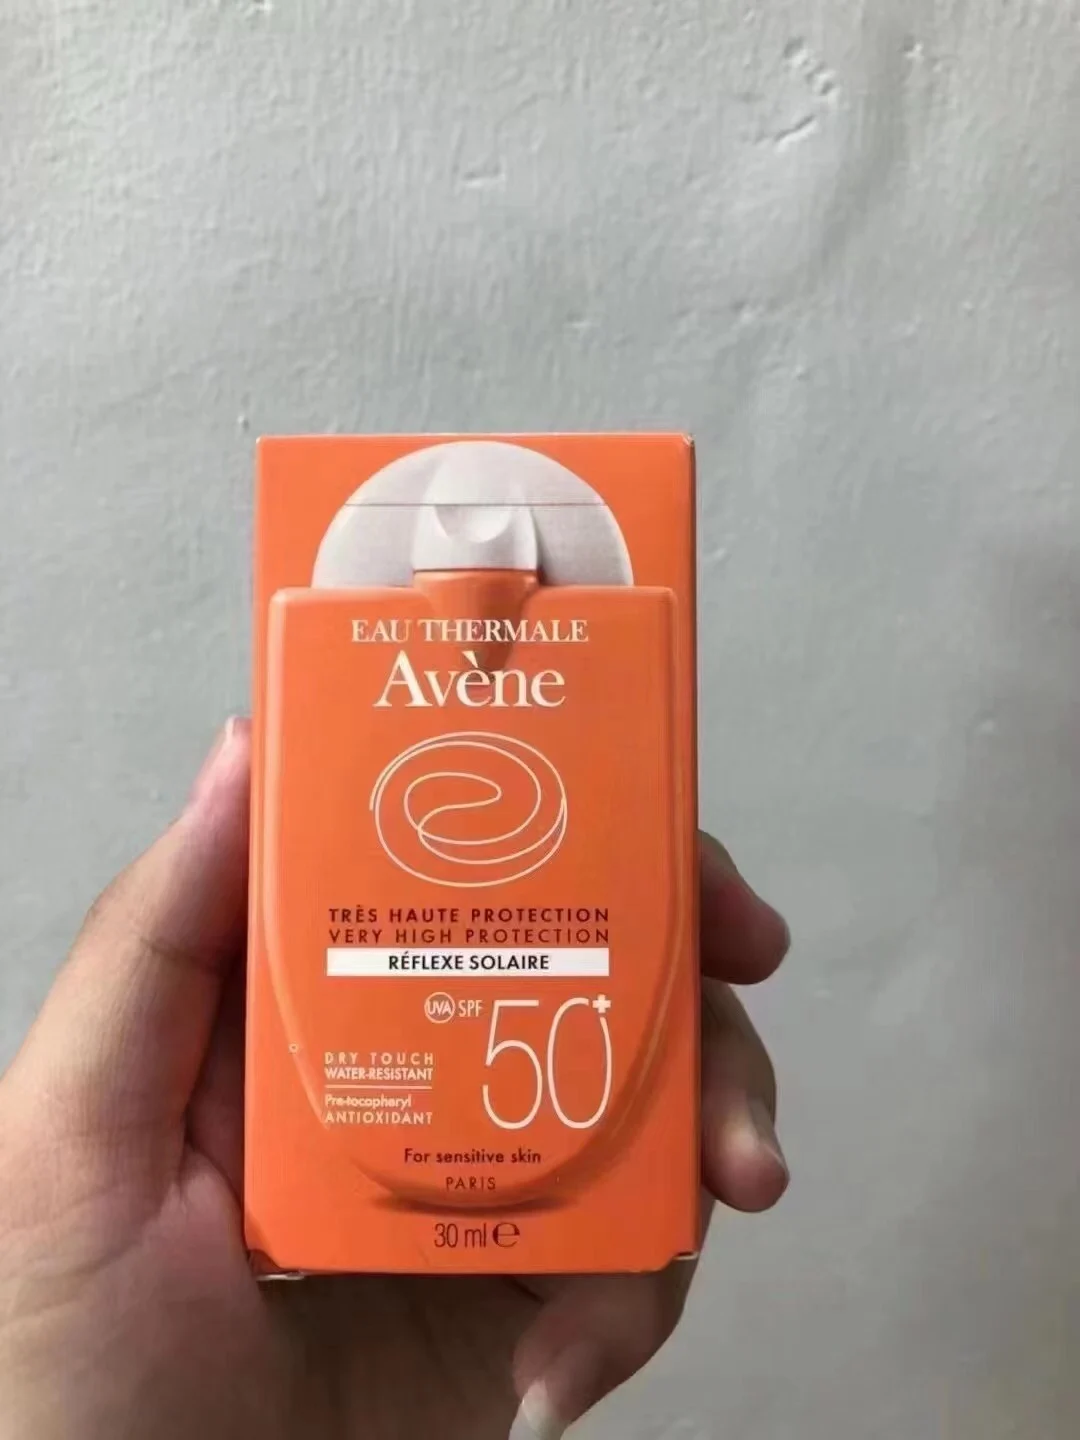 EAU THERMALE
Avène
TRÈS HAUTE PROTECTION
VERY HIGH PROTECTION
RÉFLEXE SOLAIRE
UVA SPF 50+
DRY TOUCH
WATER-RESISTANT
Pre-tocopheryl
ANTIOXIDANT
For sensitive skin
PARIS
30 ml ℮